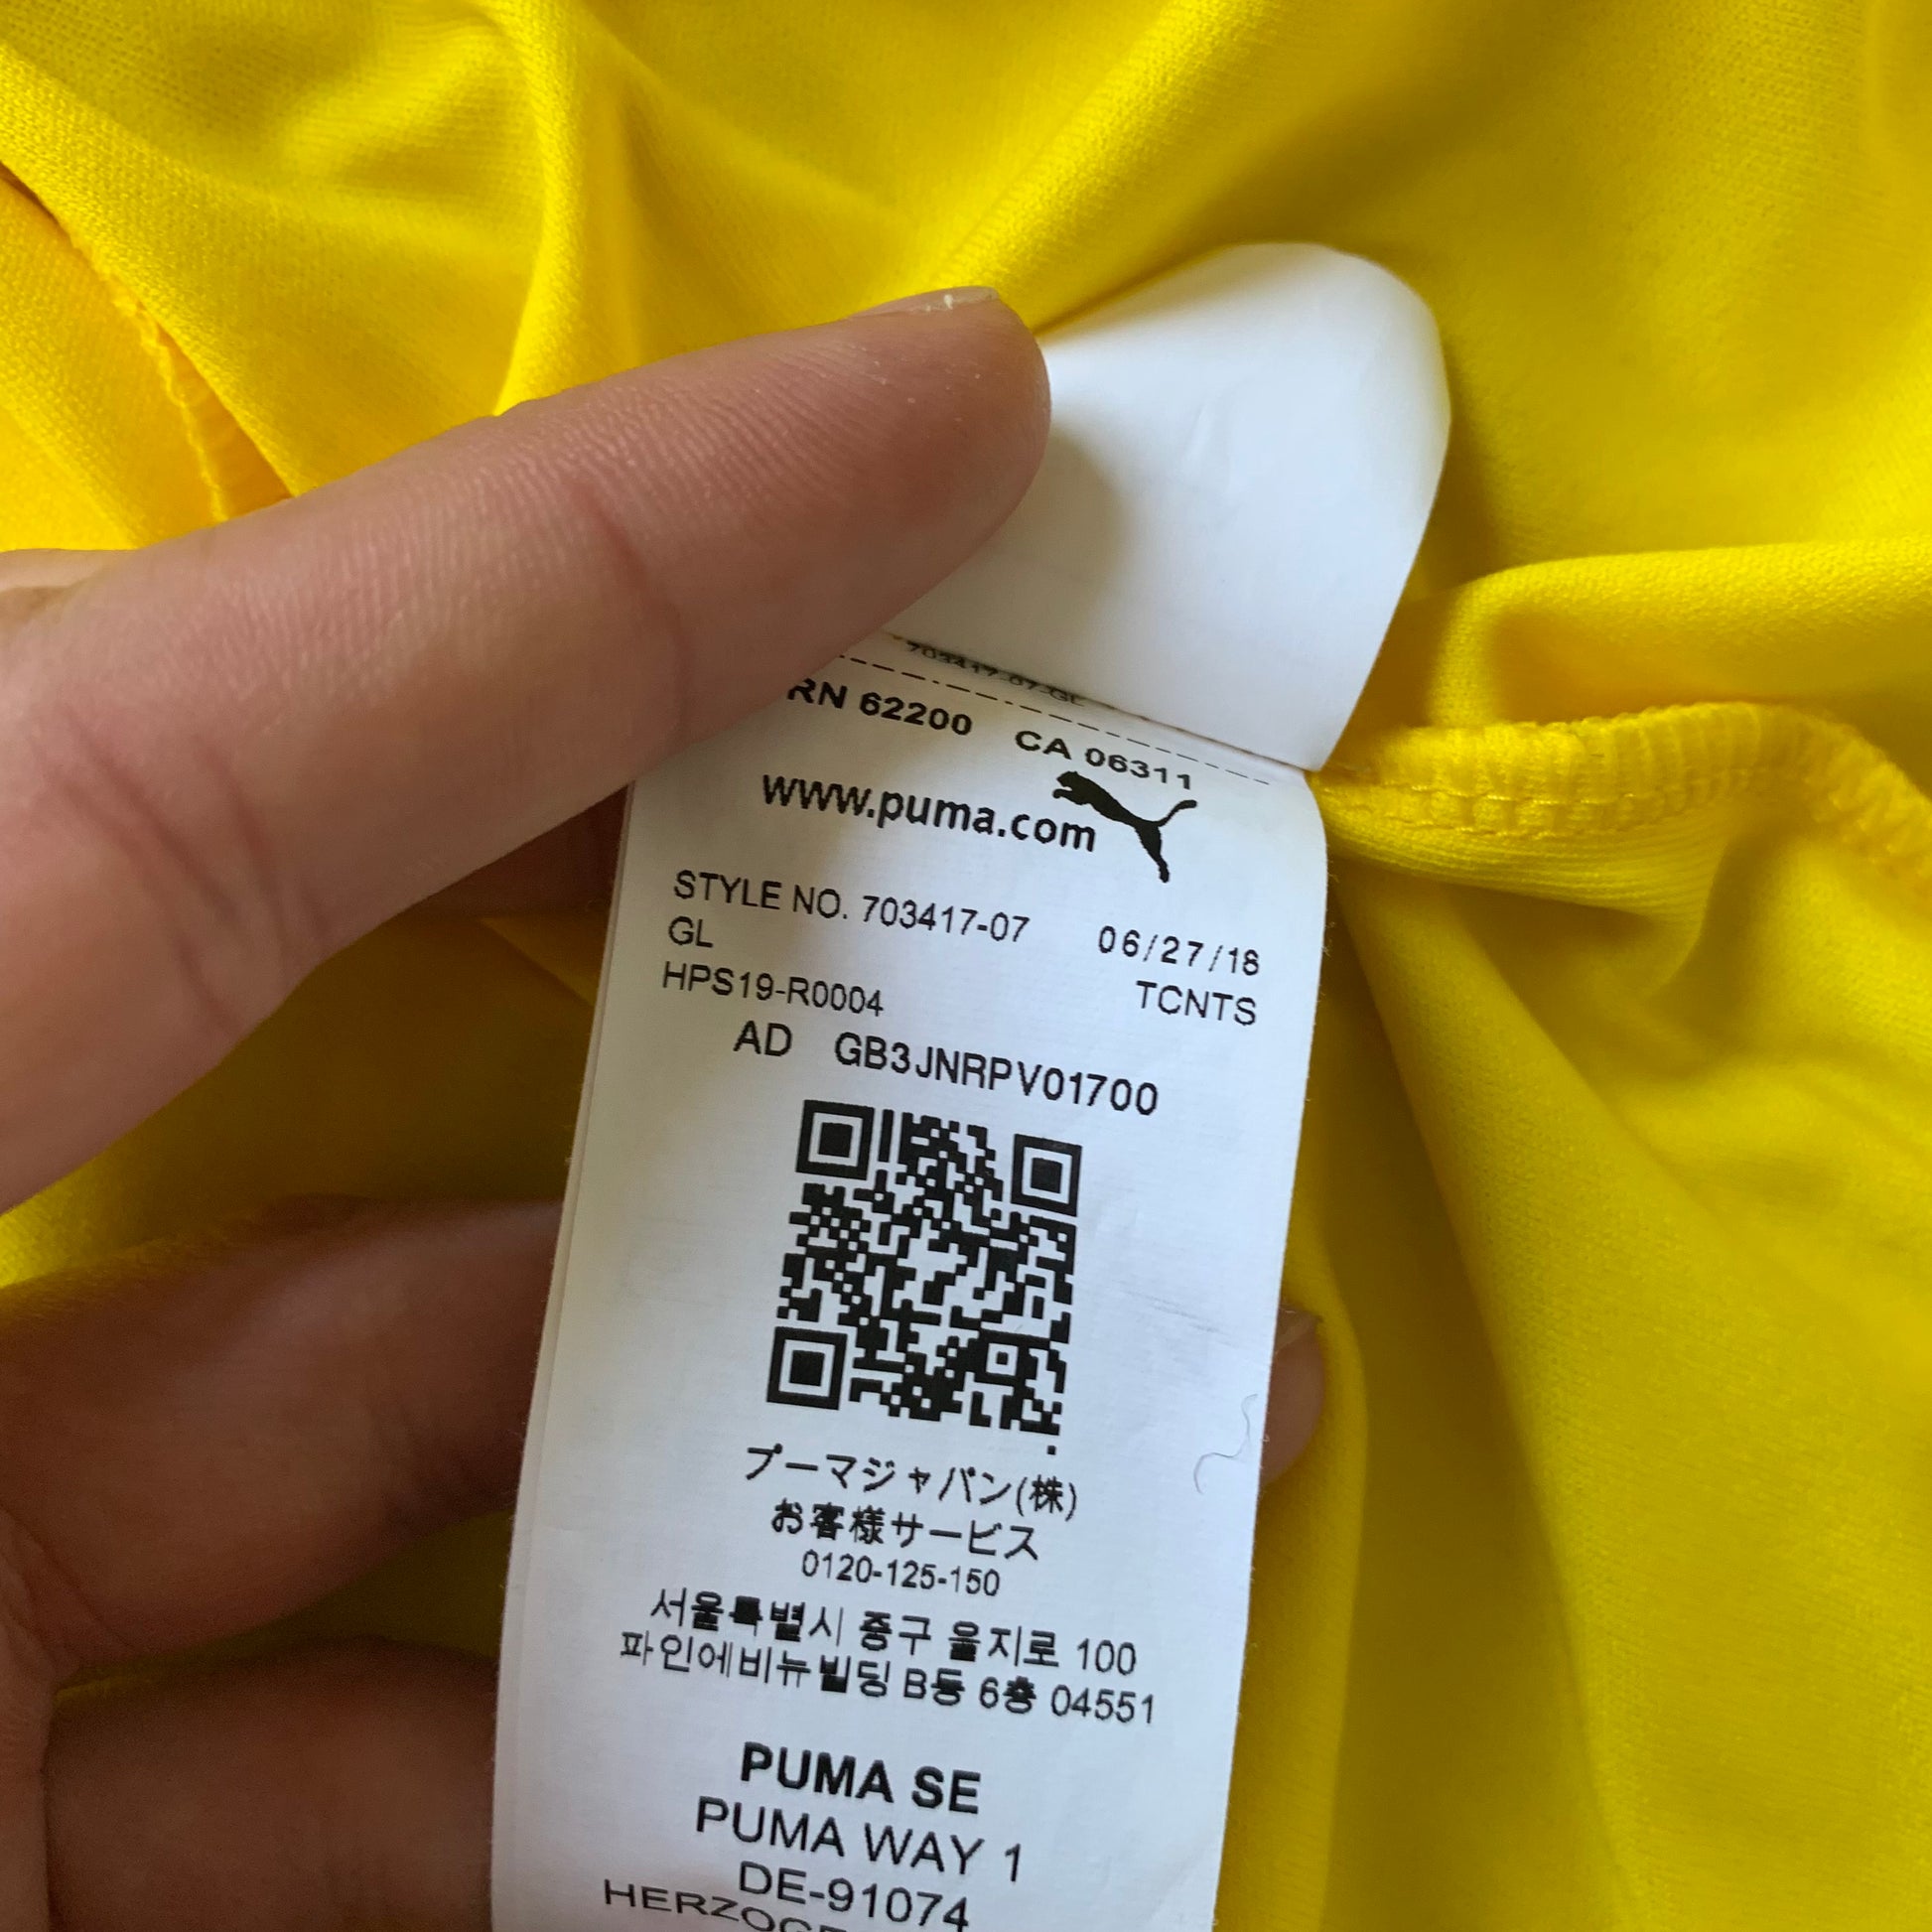 703417-07 GL
RN 62200 CA 06311
www.puma.com
STYLE NO. 703417-07 06/27/18
GL
HPS19-R0004 TCNTS
AD GB3JNRPV01700
プーマジャパン(株)
お客様サービス
0120-125-150
서울특별시 중구 을지로 100
파인에비뉴빌딩 B동 6층 04551
PUMA SE
PUMA WAY 1
DE-91074